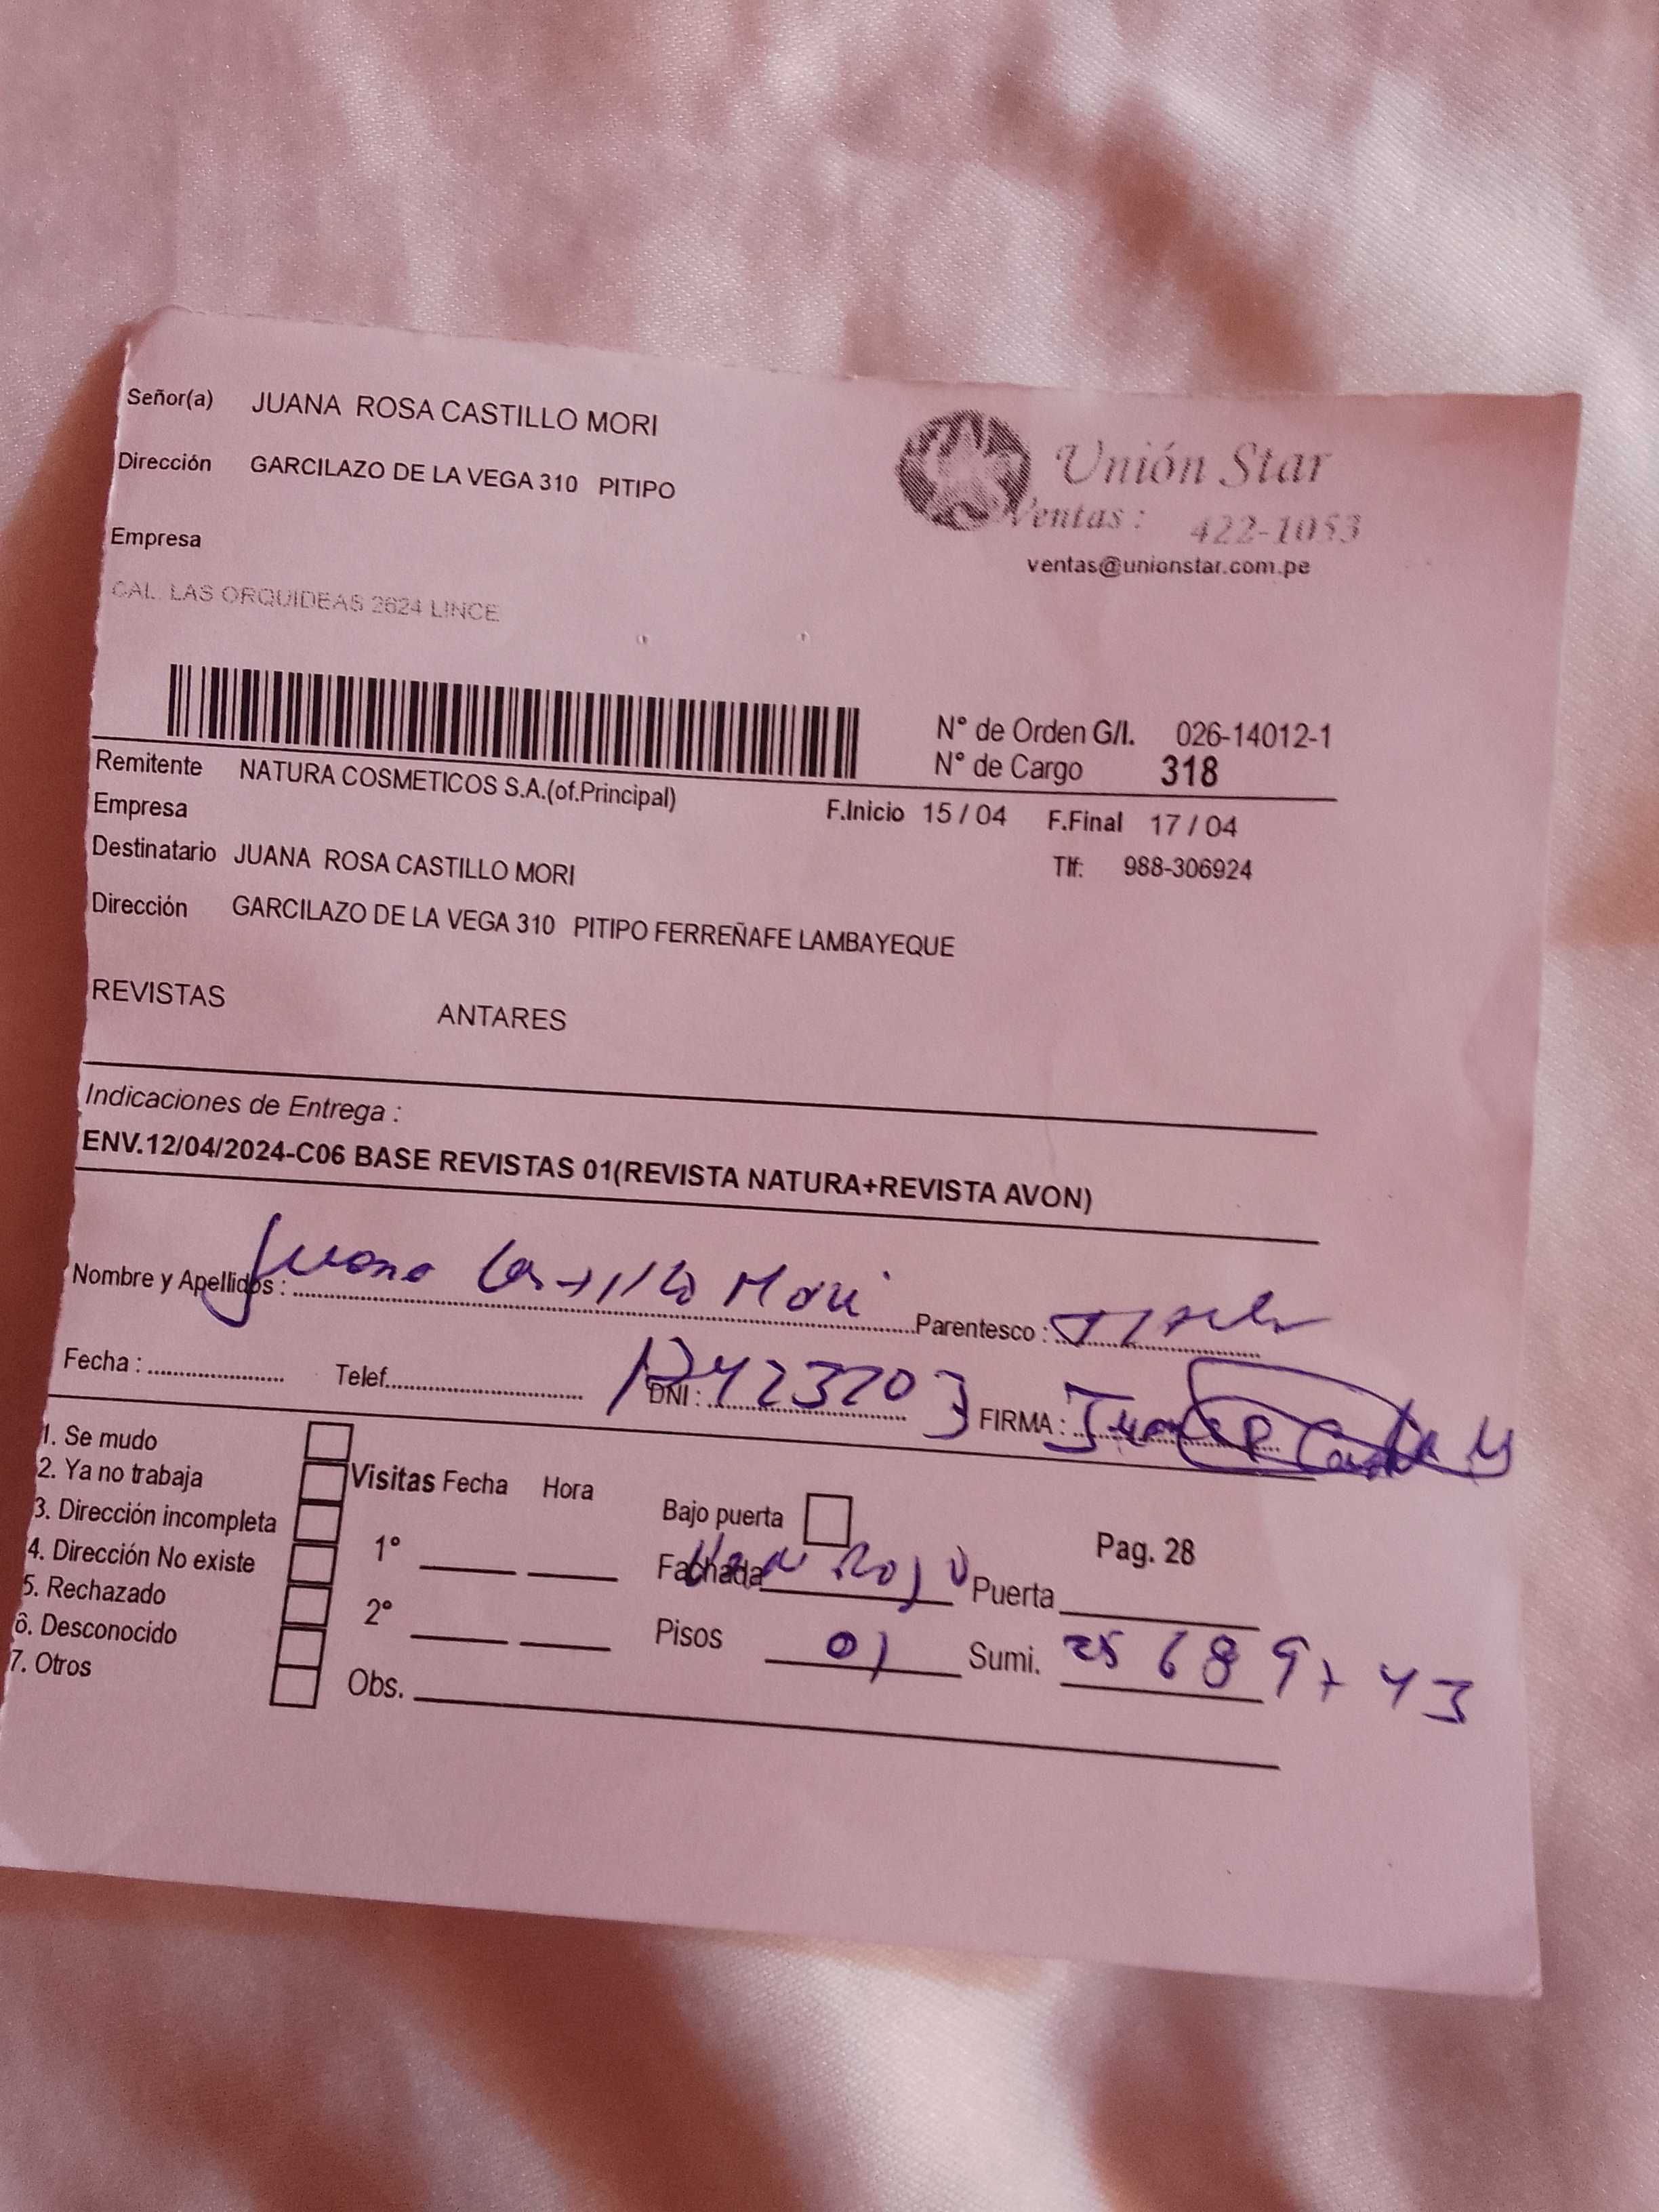 Señor(a) JUANA ROSA CASTILLO MORI
Dirección GARCILAZO DE LA VEGA 310 PITIPO
Empresa
CAL. LAS ORQUIDEAS 2624 LINCE
Unión Star
Ventas : 422-1053
ventas@unionstar.com.pe
N° de Orden G/I. 026-14012-1
N° de Cargo 318
Remitente NATURA COSMETICOS S.A.(of.Principal)
Empresa F.Inicio 15 / 04 F.Final 17 / 04
Destinatario JUANA ROSA CASTILLO MORI Tlf: 988-306924
Dirección GARCILAZO DE LA VEGA 310 PITIPO FERREÑAFE LAMBAYEQUE
REVISTAS ANTARES
Indicaciones de Entrega :
ENV.12/04/2024-C06 BASE REVISTAS 01(REVISTA NATURA+REVISTA AVON)
Nombre y Apellidos : Juana Castillo Mori Parentesco :
Fecha : Telef. DNI : FIRMA :
1. Se mudo
2. Ya no trabaja
3. Dirección incompleta
4. Dirección No existe
5. Rechazado
6. Desconocido
7. Otros
Visitas Fecha Hora
1°
2°
Obs.
Bajo puerta Pag. 28
Fachada Puerta
Pisos 01 Sumi.